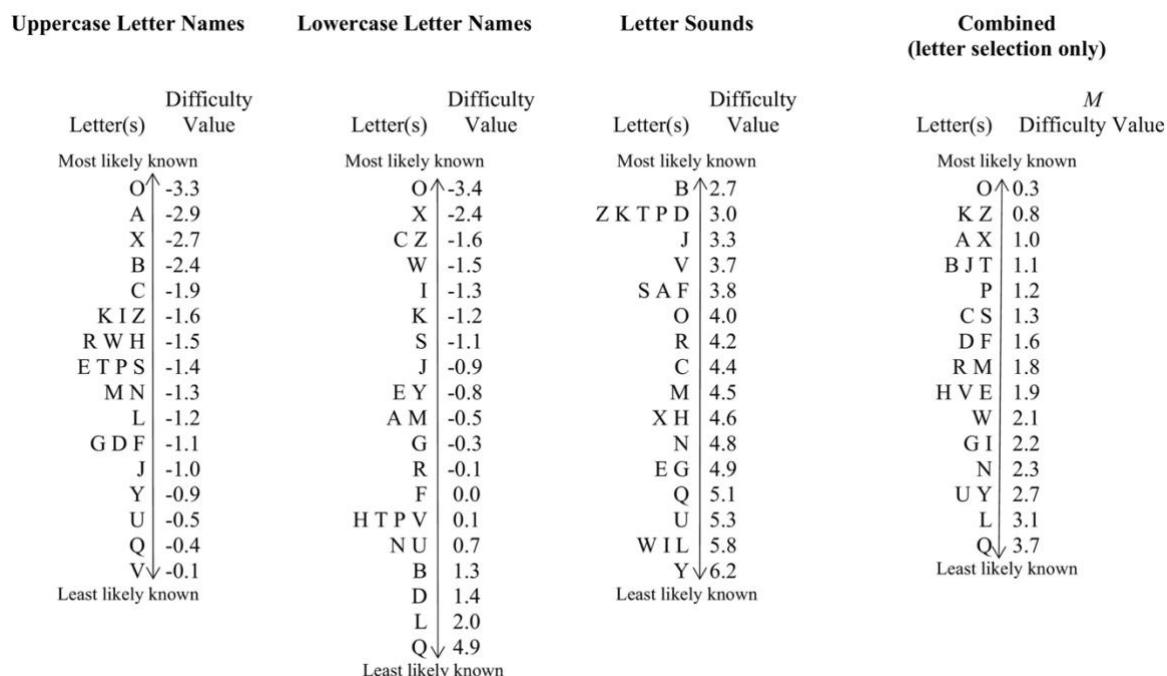 Uppercase Letter Names
Letter(s) Difficulty Value
Most likely known
O -3.3
A -2.9
X -2.7
B -2.4
C -1.9
K I Z -1.6
R W H -1.5
E T P S -1.4
M N -1.3
L -1.2
G D F -1.1
J -1.0
Y -0.9
U -0.5
Q -0.4
V -0.1
Least likely known
Lowercase Letter Names
Letter(s) Difficulty Value
Most likely known
O -3.4
X -2.4
C Z -1.6
W -1.5
I -1.3
K -1.2
S -1.1
J -0.9
E Y -0.8
A M -0.5
G -0.3
R -0.1
F 0.0
H T P V 0.1
N U 0.7
B 1.3
D 1.4
L 2.0
Q 4.9
Least likely known
Letter Sounds
Letter(s) Difficulty Value
Most likely known
B 2.7
Z K T P D 3.0
J 3.3
V 3.7
S A F 3.8
O 4.0
R 4.2
C 4.4
M 4.5
X H 4.6
N 4.8
E G 4.9
Q 5.1
U 5.3
W I L 5.8
Y 6.2
Least likely known
Combined
(letter selection only)
Letter(s) M Difficulty Value
Most likely known
O 0.3
K Z 0.8
A X 1.0
B J T 1.1
P 1.2
C S 1.3
D F 1.6
R M 1.8
H V E 1.9
W 2.1
G I 2.2
N 2.3
U Y 2.7
L 3.1
Q 3.7
Least likely known